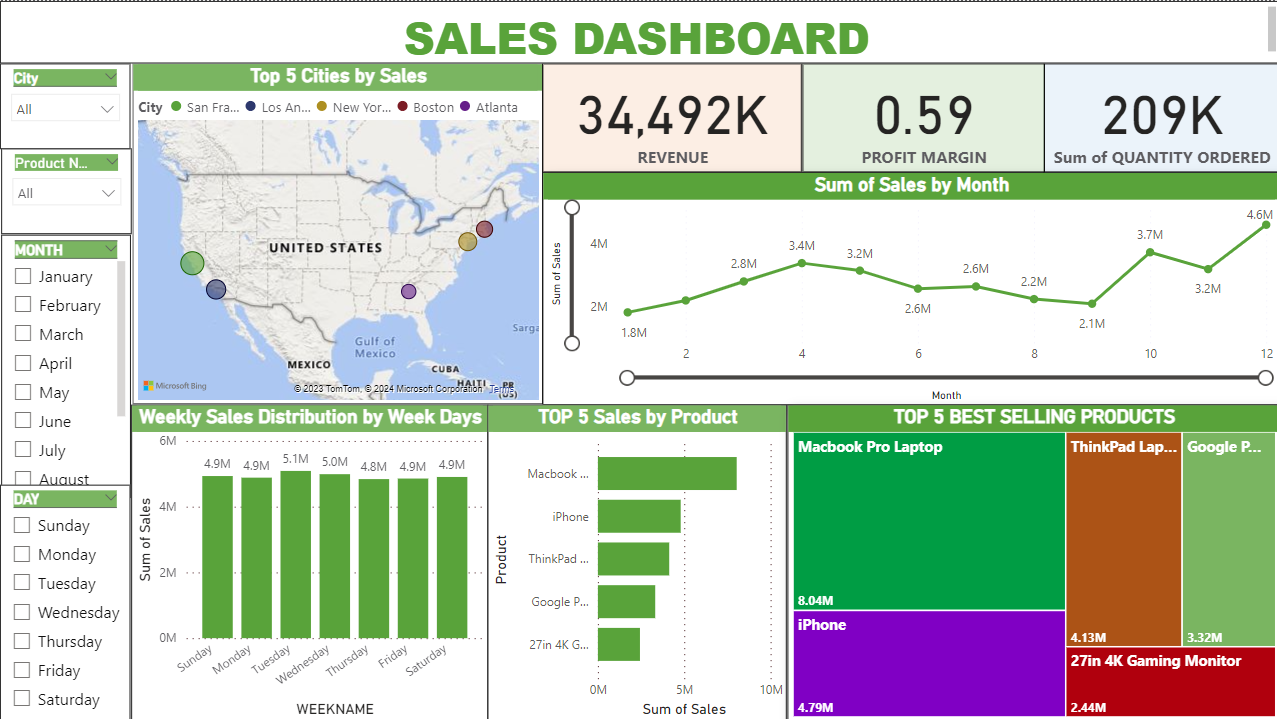 SALES DASHBOARD
City
All
Product N...
All
MONTH
January
February
March
April
May
June
July
August
DAY
Sunday
Monday
Tuesday
Wednesday
Thursday
Friday
Saturday
Top 5 Cities by Sales
City San Fra... Los An... New Yor... Boston Atlanta
UNITED STATES
Sarga
Gulf of
Mexico
MEXICO
CUBA
HAITI
PR
(US)
Microsoft Bing
© 2023 TomTom, © 2024 Microsoft Corporation Terms
34,492K
REVENUE
0.59
PROFIT MARGIN
209K
Sum of QUANTITY ORDERED
Sum of Sales by Month
Sum of Sales
4M
2M
1.8M
2.8M
3.4M
3.2M
2.6M
2.6M
2.2M
2.1M
3.7M
3.2M
4.6M
2 4 6 8 10 12
Month
Weekly Sales Distribution by Week Days
Sum of Sales
6M
4M
2M
0M
4.9M 4.9M 5.1M 5.0M 4.8M 4.9M 4.9M
Sunday Monday Tuesday Wednesday Thursday Friday Saturday
WEEKNAME
TOP 5 Sales by Product
Product
Macbook ...
iPhone
ThinkPad ...
Google P...
27in 4K G...
0M 5M 10M
Sum of Sales
TOP 5 BEST SELLING PRODUCTS
Macbook Pro Laptop
8.04M
iPhone
4.79M
ThinkPad Lap...
4.13M
Google P...
3.32M
27in 4K Gaming Monitor
2.44M